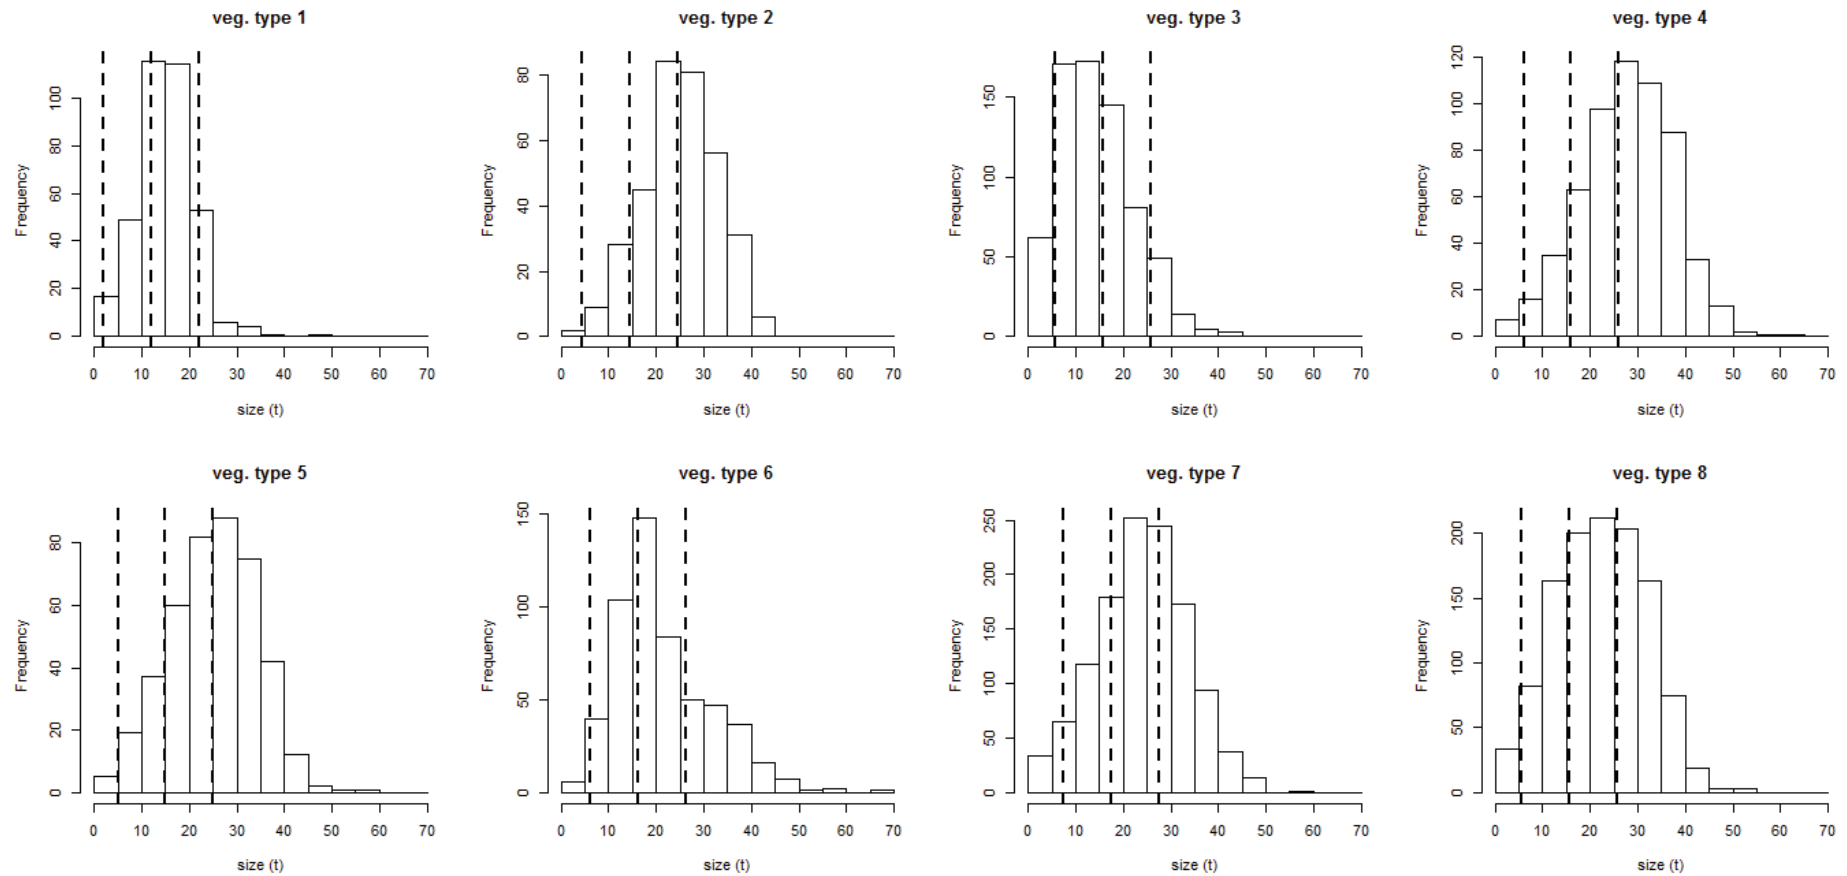 veg. type 1
Frequency
0 20 40 60 80 100
0 10 20 30 40 50 60 70
size (t)
veg. type 2
Frequency
0 20 40 60 80
0 10 20 30 40 50 60 70
size (t)
veg. type 3
Frequency
0 50 100 150
0 10 20 30 40 50 60 70
size (t)
veg. type 4
Frequency
0 20 40 60 80 100 120
0 10 20 30 40 50 60 70
size (t)
veg. type 5
Frequency
0 20 40 60 80
0 10 20 30 40 50 60 70
size (t)
veg. type 6
Frequency
0 50 100 150
0 10 20 30 40 50 60 70
size (t)
veg. type 7
Frequency
0 50 100 150 200 250
0 10 20 30 40 50 60 70
size (t)
veg. type 8
Frequency
0 50 100 150 200
0 10 20 30 40 50 60 70
size (t)